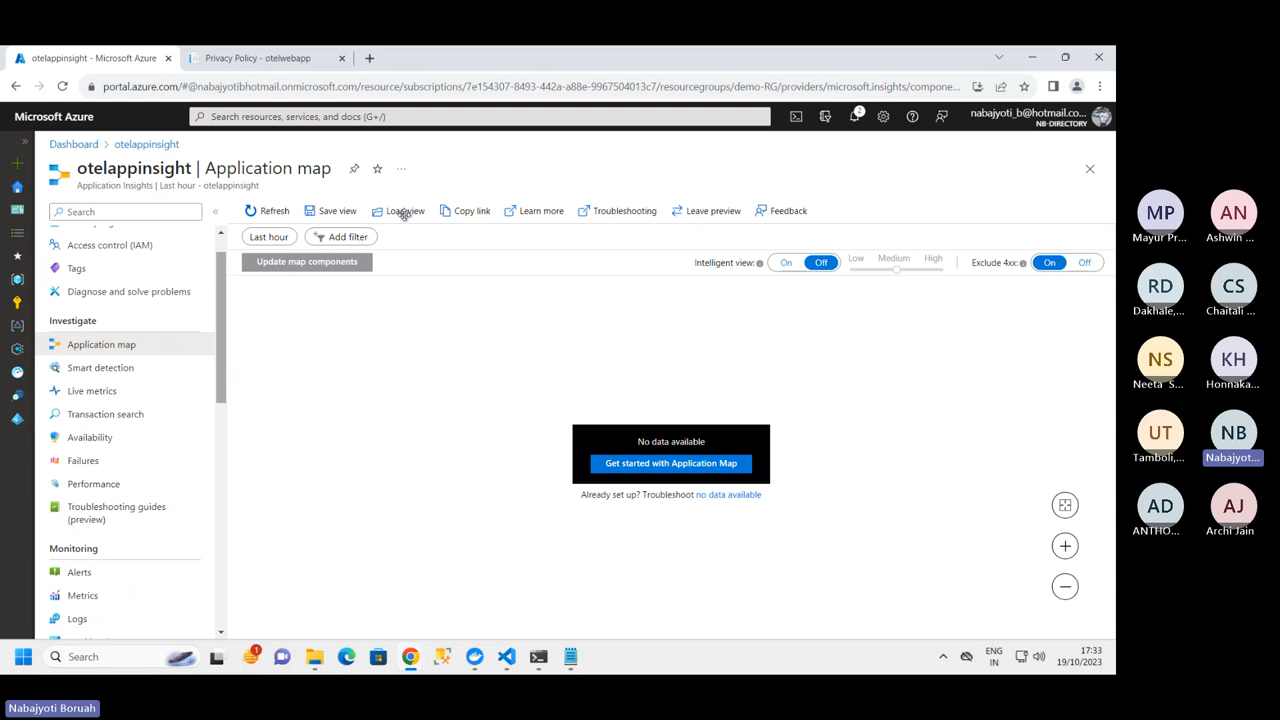 otelappinsight - Microsoft Azure
Privacy Policy - otelwebapp
portal.azure.com/#@nabajyotibhotmail.onmicrosoft.com/resource/subscriptions/7e154307-8493-442a-a88e-9967504013c7/resourcegroups/demo-RG/providers/microsoft.insights/compone...
Microsoft Azure
Search resources, services, and docs (G+/)
2
nabajyoti_b@hotmail.co...
NB-DIRECTORY
Dashboard
otelappinsight
otelappinsight | Application map
Application Insights | Last hour - otelappinsight
Search
Refresh
Save view
Load view
Copy link
Learn more
Troubleshooting
Leave preview
Feedback
Last hour
Add filter
Update map components
Intelligent view:
On
Off
Low
Medium
High
Exclude 4xx:
On
Off
Access control (IAM)
Tags
Diagnose and solve problems
Investigate
Application map
Smart detection
Live metrics
Transaction search
Availability
Failures
Performance
Troubleshooting guides
(preview)
Monitoring
Alerts
Metrics
Logs
No data available
Get started with Application Map
Already set up? Troubleshoot no data available
MP
Mayur Pr...
AN
Ashwin ...
RD
Dakhale,...
CS
Chaitali ...
NS
Neeta S...
KH
Honnaka...
UT
Tamboli,...
NB
Nabajyot...
AD
ANTHO...
AJ
Archi Jain
Search
1
ENG
IN
17:33
19/10/2023
Nabajyoti Boruah